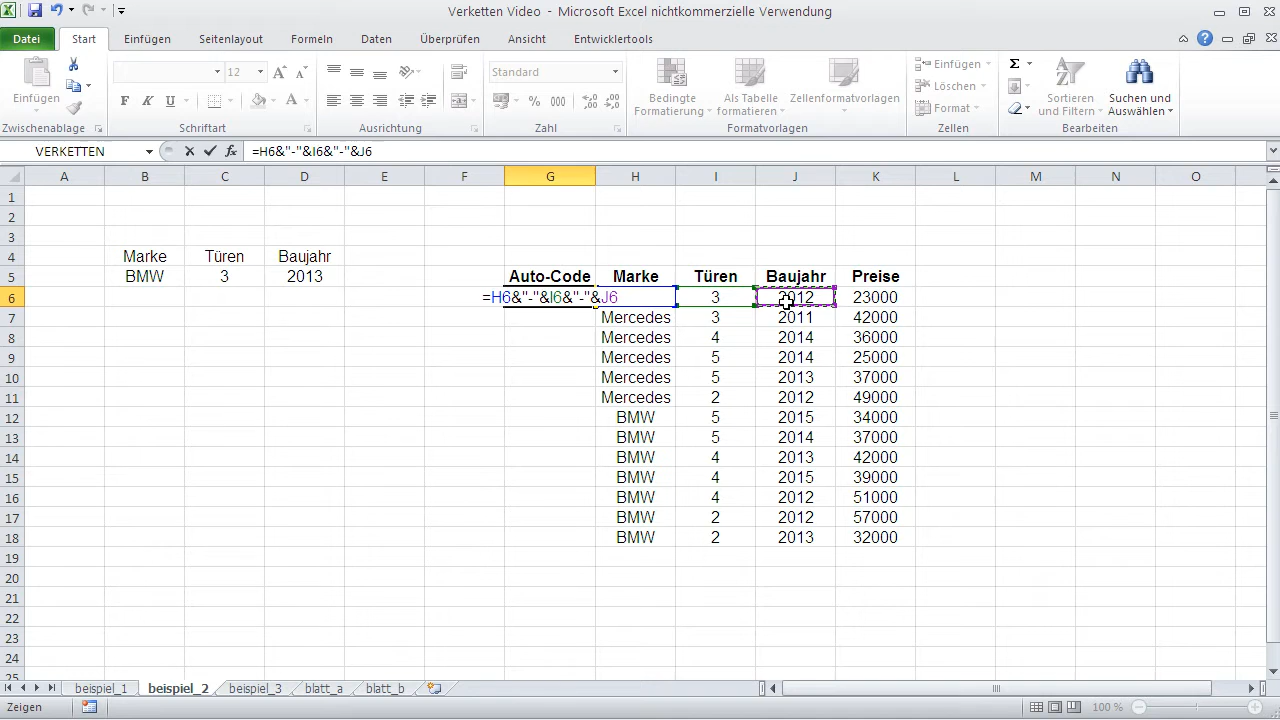 Verketten Video - Microsoft Excel nichtkommerzielle Verwendung
Datei Start Einfügen Seitenlayout Formeln Daten Überprüfen Ansicht Entwicklertools
Einfügen
Zwischenablage
12
F K U A
Schriftart
Ausrichtung
Standard
% 000
Zahl
Bedingte Formatierung
Als Tabelle formatieren
Zellenformatvorlagen
Formatvorlagen
Einfügen
Löschen
Format
Zellen
Σ
Sortieren und Filtern
Suchen und Auswählen
Bearbeiten
VERKETTEN fx =H6&"-"&I6&"-"&J6
A B C D E F G H I J K L M N O
1
2
3
4 Marke Türen Baujahr
5 BMW 3 2013 Auto-Code Marke Türen Baujahr Preise
6 =H6&"-"&I6&"-"&J6 3 2012 23000
7 Mercedes 3 2011 42000
8 Mercedes 4 2014 36000
9 Mercedes 5 2014 25000
10 Mercedes 5 2013 37000
11 Mercedes 2 2012 49000
12 BMW 5 2015 34000
13 BMW 5 2014 37000
14 BMW 4 2013 42000
15 BMW 4 2015 39000
16 BMW 4 2012 51000
17 BMW 2 2012 57000
18 BMW 2 2013 32000
19
20
21
22
23
24
25
beispiel_1 beispiel_2 beispiel_3 blatt_a blatt_b
Zeigen 100 %